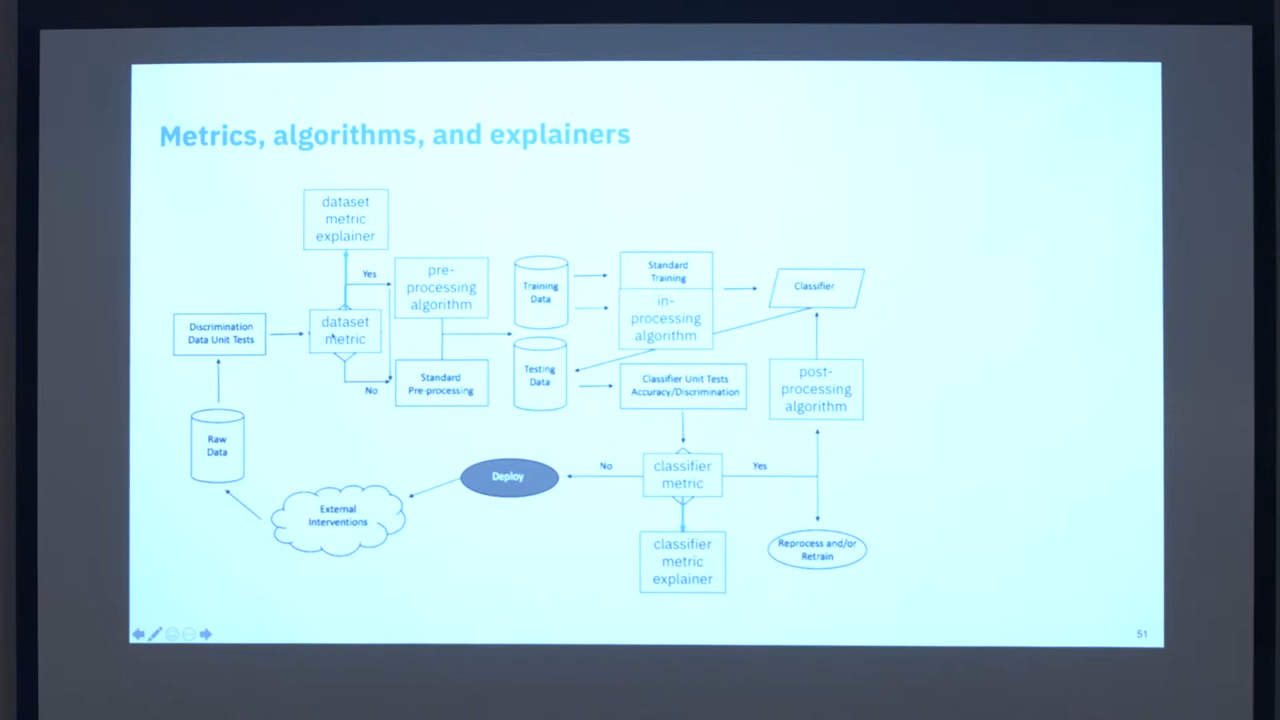 Metrics, algorithms, and explainers
dataset
metric
explainer
Yes
pre-
processing
algorithm
Training
Data
Standard
Training
in-
processing
algorithm
Classifier
Discrimination
Data Unit Tests
dataset
metric
No
Standard
Pre-processing
Testing
Data
Classifier Unit Tests
Accuracy/Discrimination
post-
processing
algorithm
Raw
Data
External
Interventions
Deploy
No
classifier
metric
Yes
classifier
metric
explainer
Reprocess and/or
Retrain
51